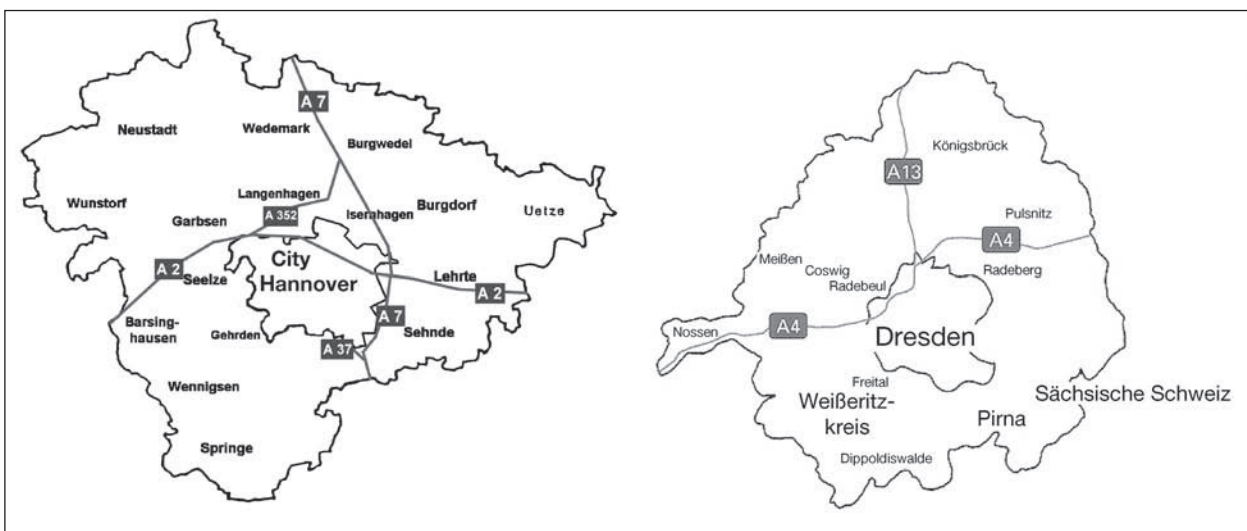 A 7
Neustadt
Wedemark
Burgwedel
Langenhagen
Wunstorf
Garbsen
A 352
Isernhagen
Burgdorf
Uetze
City
Hannover
A 2
Seelze
Lehrte
A 2
Barsing-
hausen
Gehrden
A 7
Sehnde
A 37
Wennigsen
Springe
Königsbrück
A13
Pulsnitz
A4
Meißen
Coswig
Radebeul
Radeberg
Nossen
A4
Dresden
Freital
Weißeritz-
kreis
Sächsische Schweiz
Pirna
Dippoldiswalde